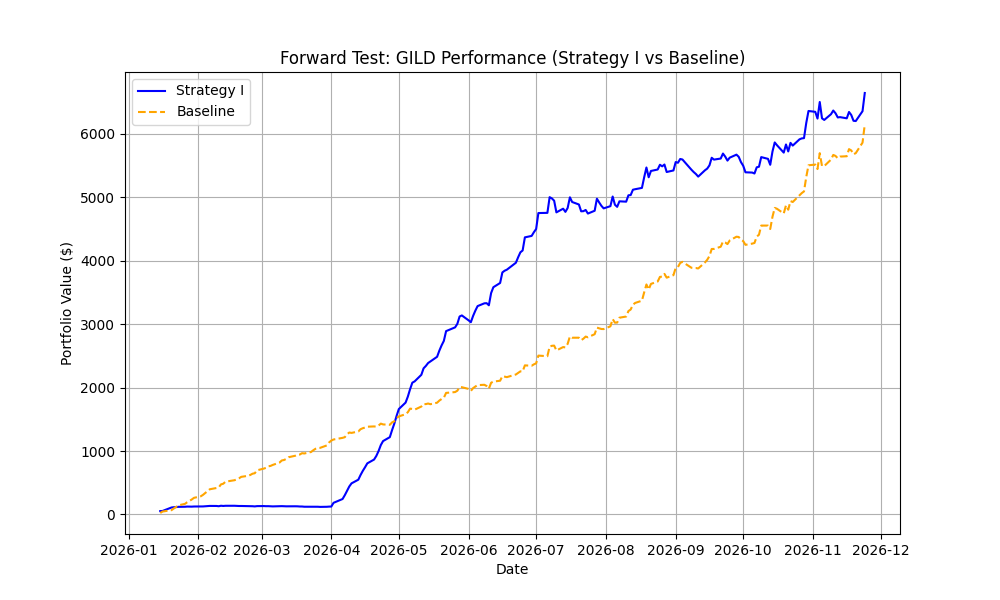 Forward Test: GILD Performance (Strategy I vs Baseline)
Strategy I
Baseline
Portfolio Value ($)
6000
5000
4000
3000
2000
1000
0
2026-01 2026-02 2026-03 2026-04 2026-05 2026-06 2026-07 2026-08 2026-09 2026-10 2026-11 2026-12
Date